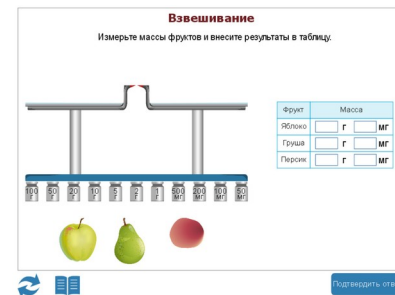 Взвешивание
Измерьте массы фруктов и внесите результаты в таблицу.
Фрукт Масса
Яблоко г мг
Груша г мг
Персик г мг
100 г 50 г 20 г 10 г 5 г 2 г 1 г 500 мг 200 мг 100 мг 50 мг
Подтвердить отв